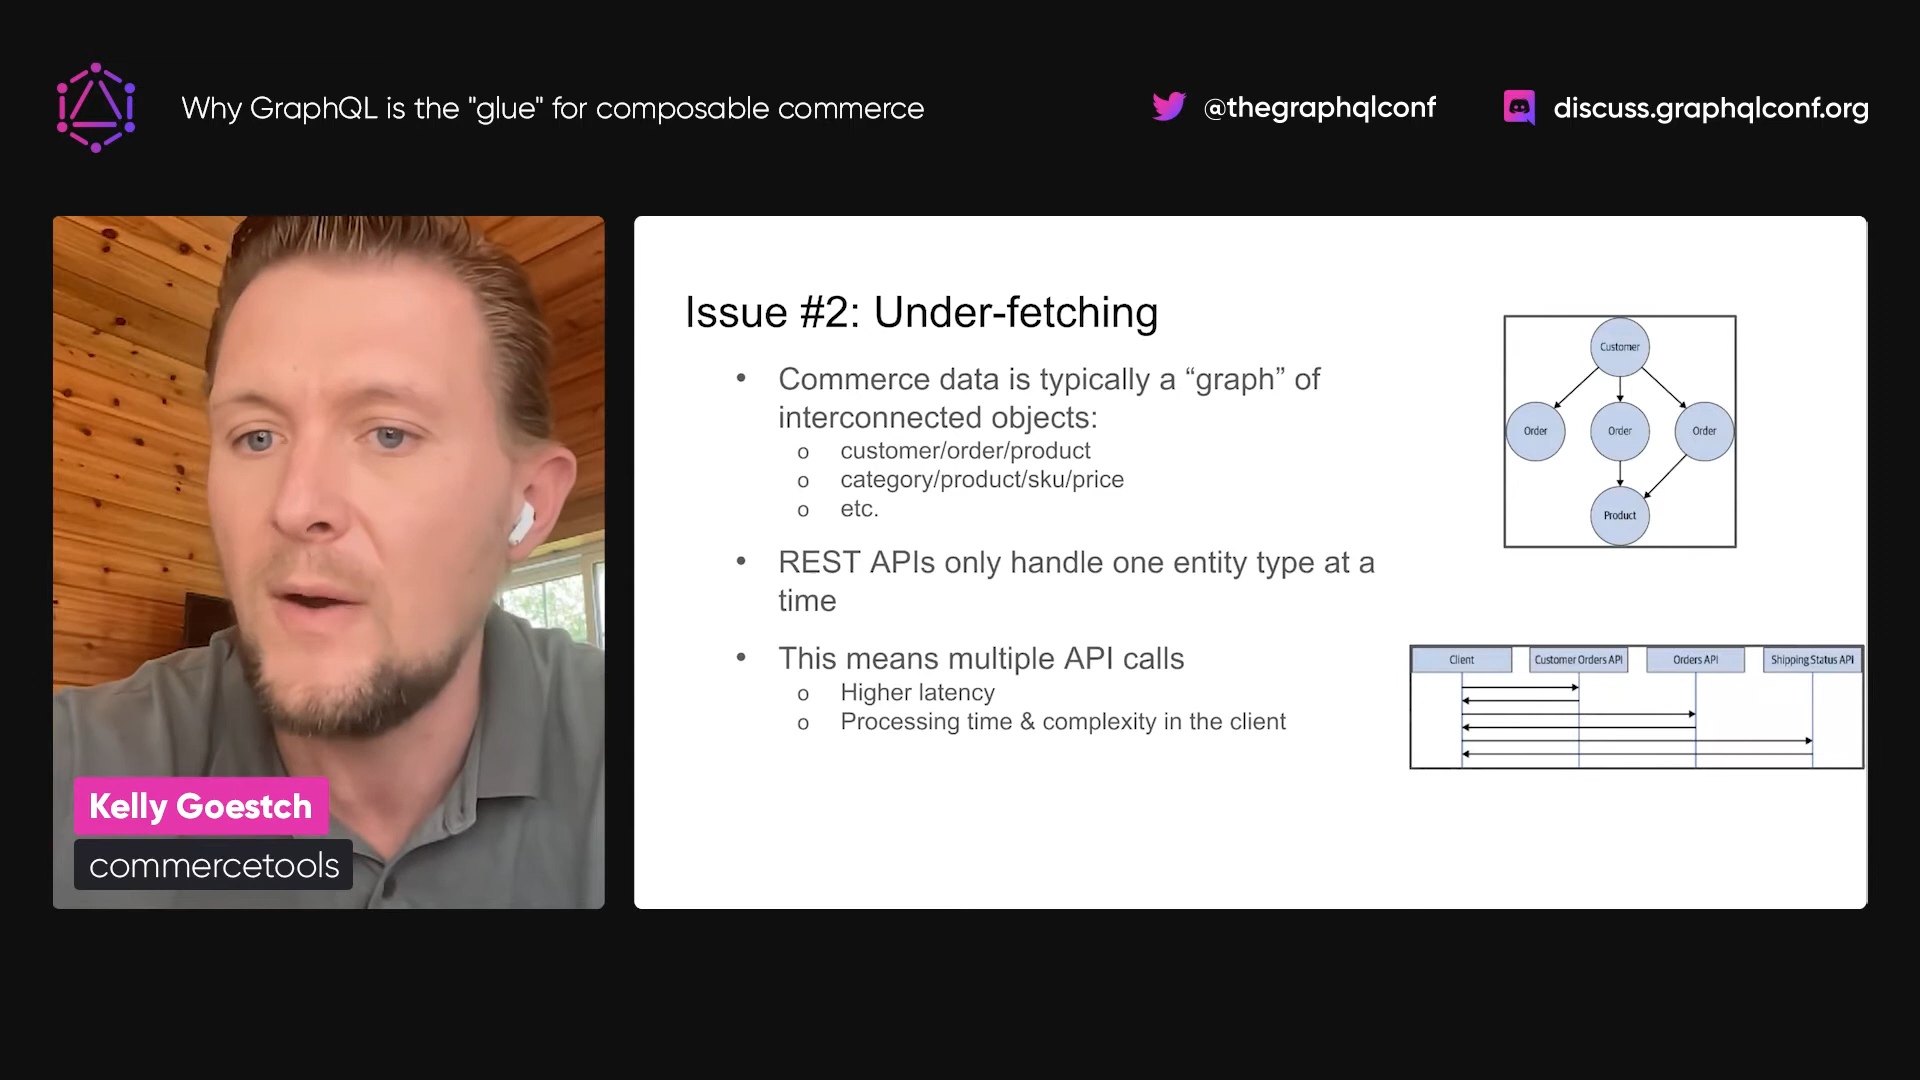 Why GraphQL is the "glue" for composable commerce
@thegraphqlconf
discuss.graphqlconf.org
Kelly Goestch
commercetools
Issue #2: Under-fetching
• Commerce data is typically a “graph” of
interconnected objects:
o customer/order/product
o category/product/sku/price
o etc.
• REST APIs only handle one entity type at a
time
• This means multiple API calls
o Higher latency
o Processing time & complexity in the client
Customer
Order Order Order
Product
Client Customer Orders API Orders API Shipping Status API